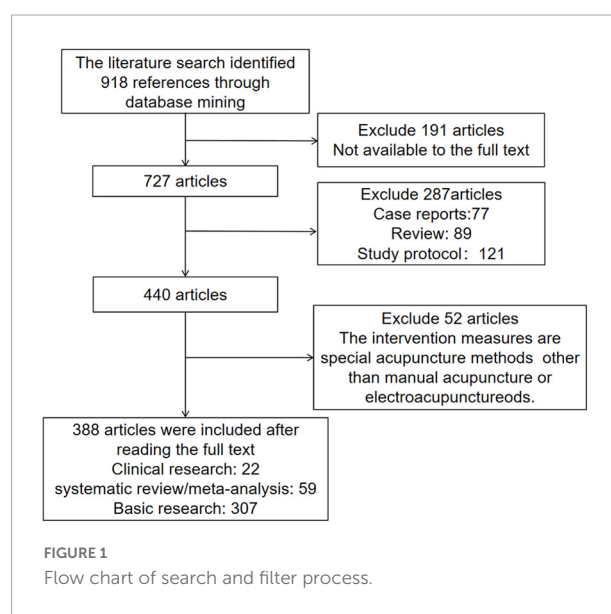 The literature search identified
918 references through
database mining
Exclude 191 articles
Not available to the full text
727 articles
Exclude 287articles
Case reports:77
Review: 89
Study protocol： 121
440 articles
Exclude 52 articles
The intervention measures are
special acupuncture methods other
than manual acupuncture or
electroacupunctureods.
388 articles were included after
reading the full text
Clinical research: 22
systematic review/meta-analysis: 59
Basic research: 307
FIGURE 1
Flow chart of search and filter process.